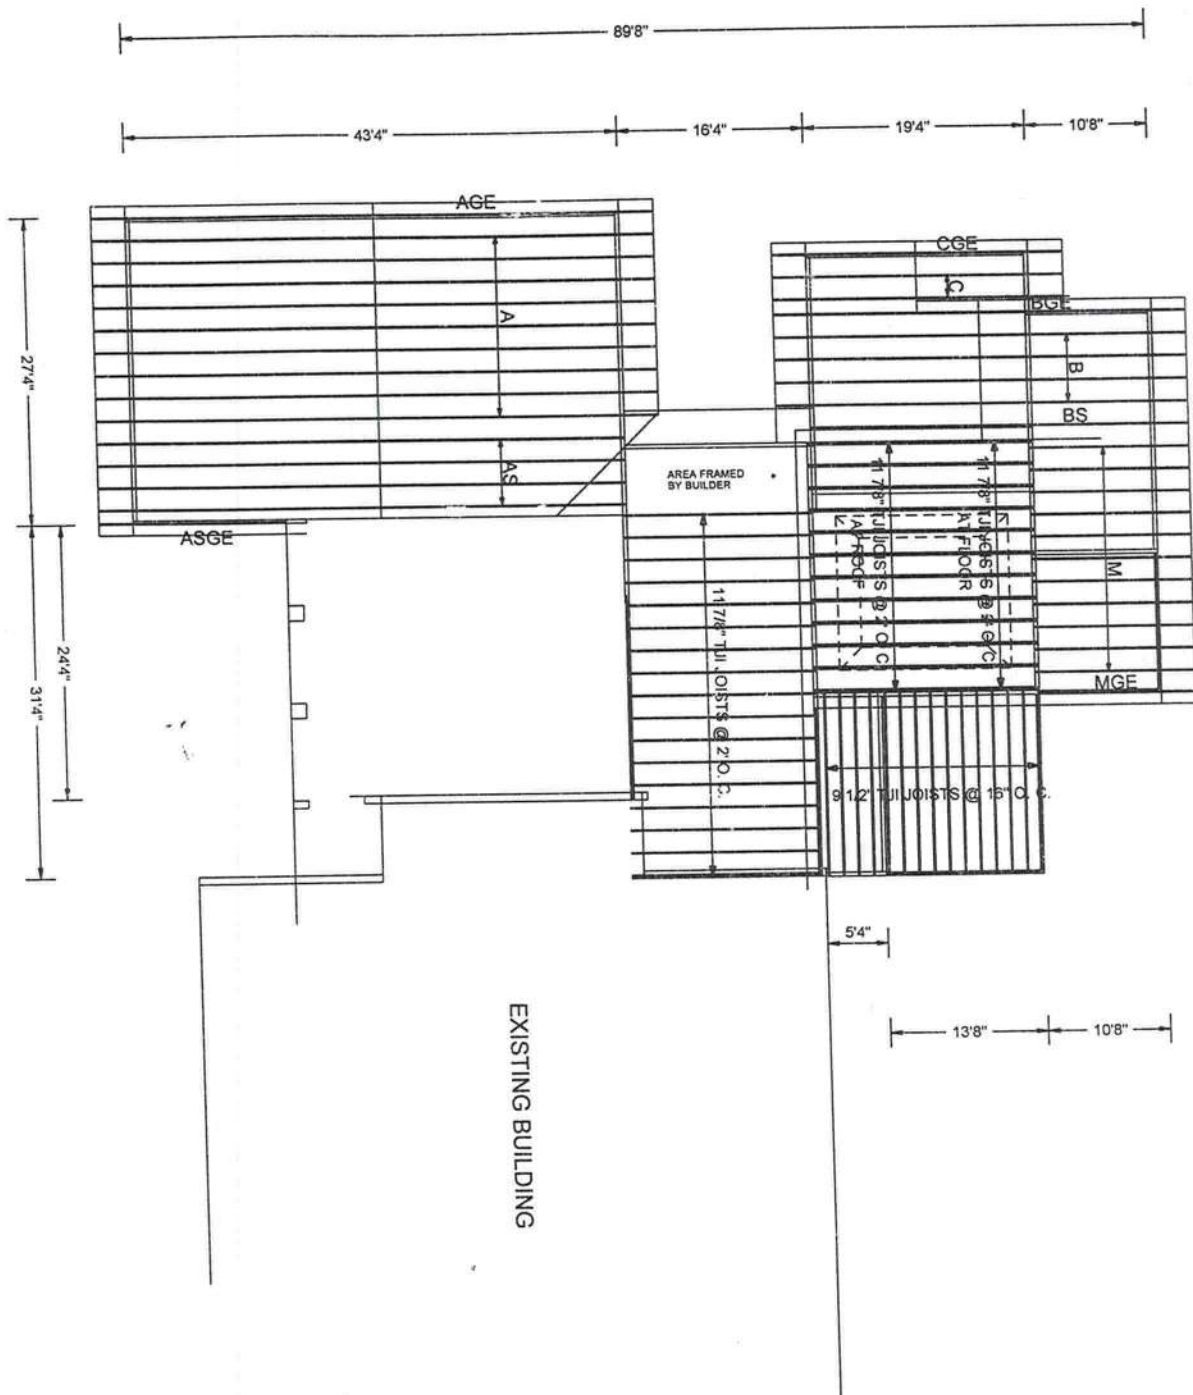 89'8"
43'4"
16'4"
19'4"
10'8"
AGE
CGE
C
BGE
A
B
BS
27'4"
AS
AREA FRAMED
BY BUILDER
11 7/8" TJI JOISTS @ 2' O. C.
AT ROOF
11 7/8" TJI JOISTS @ 2' O. C.
AT FLOOR
M
ASGE
MGE
24'4"
31'4"
11 7/8" TJI JOISTS @ 2' O. C.
9 1/2" TJI JOISTS @ 16" O. C.
5'4"
13'8"
10'8"
EXISTING BUILDING